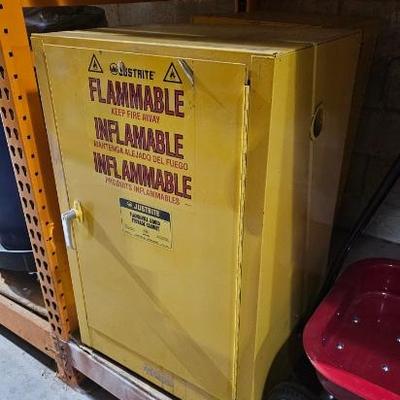 JUSTRITE
FLAMMABLE
KEEP FIRE AWAY
INFLAMABLE
MANTENGA ALEJADO DEL FUEGO
INFLAMMABLE
PRODUITS INFLAMMABLES
JUSTRITE